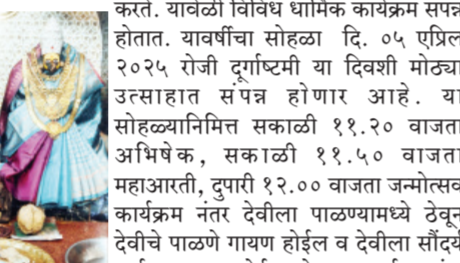 करते. यावेळी विविध धार्मिक कार्यक्रम संपन्न
होतात. यावर्षीचा सोहळा दि. ०५ एप्रिल
२०२५ रोजी दूर्गाष्टमी या दिवशी मोठ्या
उत्साहात संपन्न होणार आहे. या
सोहळ्यानिमित्त सकाळी ११.२० वाजता
अभिषेक, सकाळी ११.५० वाजता
महाआरती, दुपारी १२.०० वाजता जन्मोत्सव
कार्यक्रम नंतर देवीला पाळण्यामध्ये ठेवून
देवीचे पाळणे गायण होईल व देवीला सौंदर्य